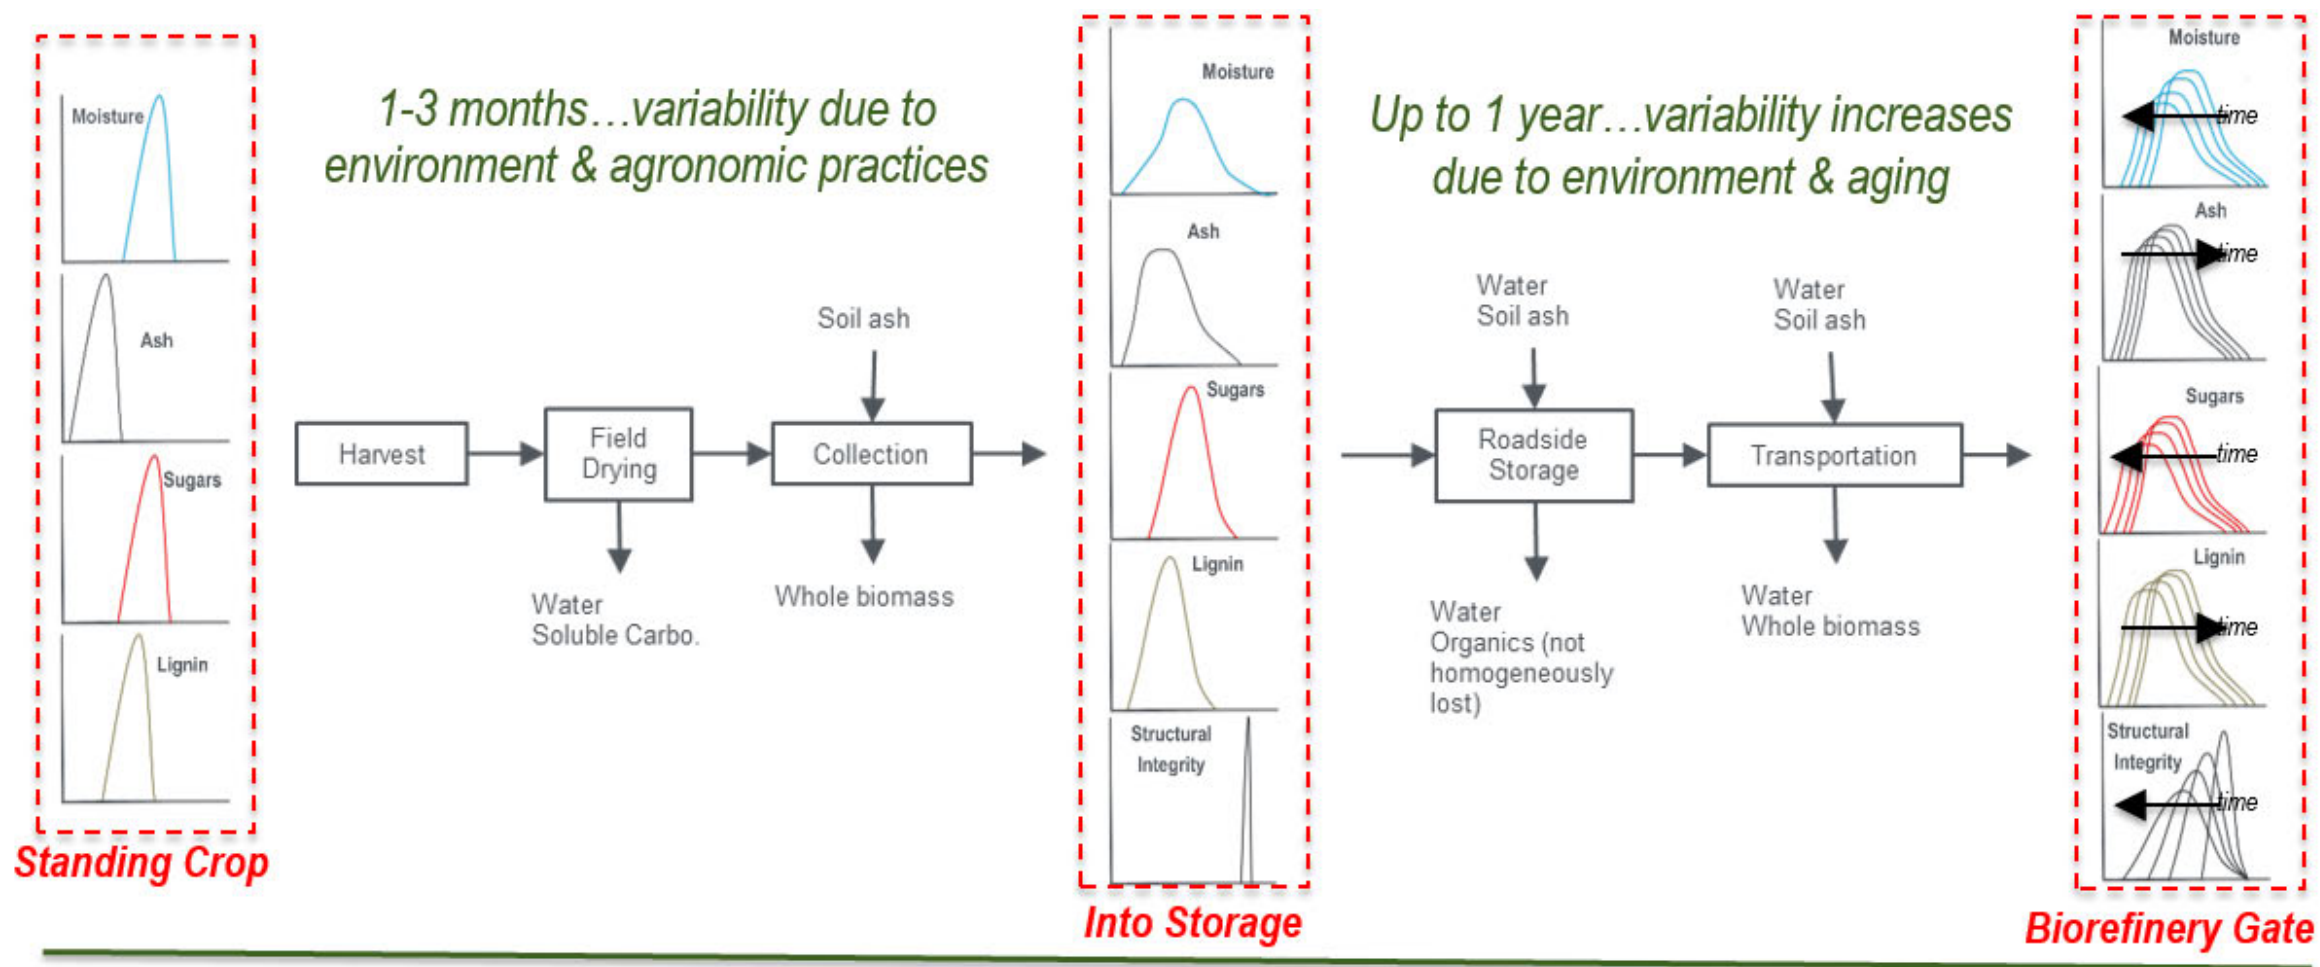 Moisture
Ash
Sugars
Lignin
Standing Crop
1-3 months…variability due to
environment & agronomic practices
Harvest
Field
Drying
Water
Soluble Carbo.
Soil ash
Collection
Whole biomass
Moisture
Ash
Sugars
Lignin
Structural
Integrity
Into Storage
Up to 1 year…variability increases
due to environment & aging
Water
Soil ash
Roadside
Storage
Water
Organics (not
homogeneously
lost)
Water
Soil ash
Transportation
Water
Whole biomass
Moisture
time
Ash
time
Sugars
time
Lignin
time
Structural
Integrity
time
Biorefinery Gate